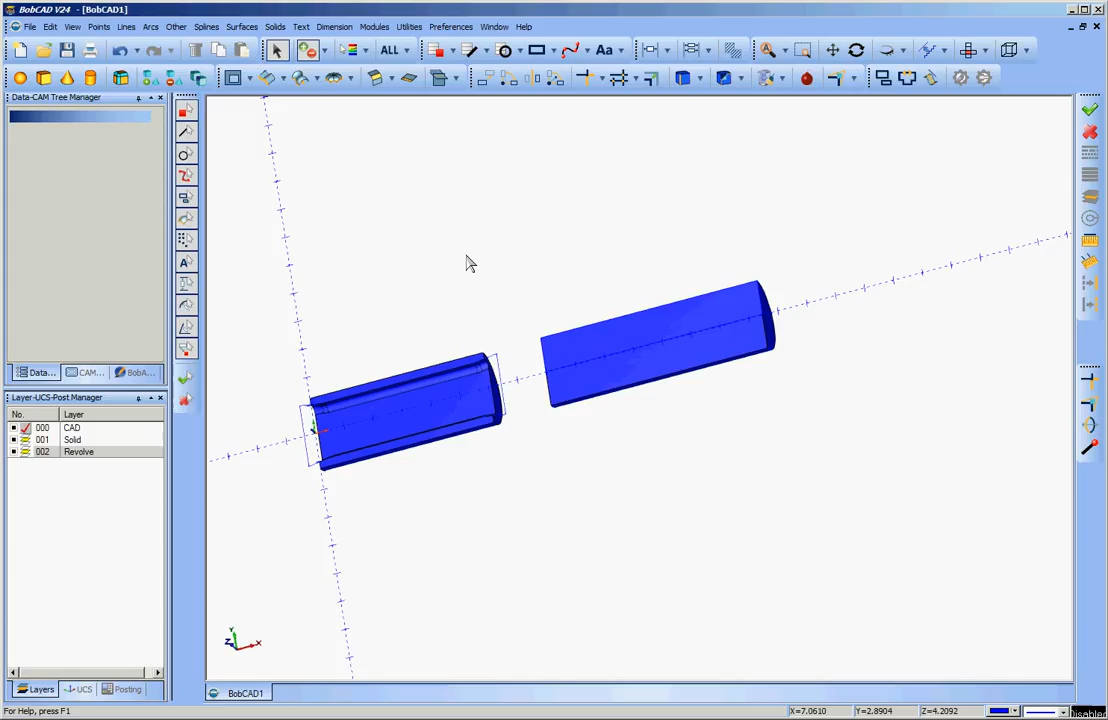 BobCAD V24 - [BobCAD1]
File Edit View Points Lines Arcs Other Splines Surfaces Solids Text Dimension Modules Utilities Preferences Window Help
ALL Aa
Data-CAM Tree Manager
A
Data... CAM... BobA...
Layer-UCS-Post Manager
No. Layer
000 CAD
001 Solid
002 Revolve
Y
Z X
Layers UCS Posting
BobCAD1
For Help, press F1
X=7.0610 Y=2.8904 Z=4.2092
Disabled